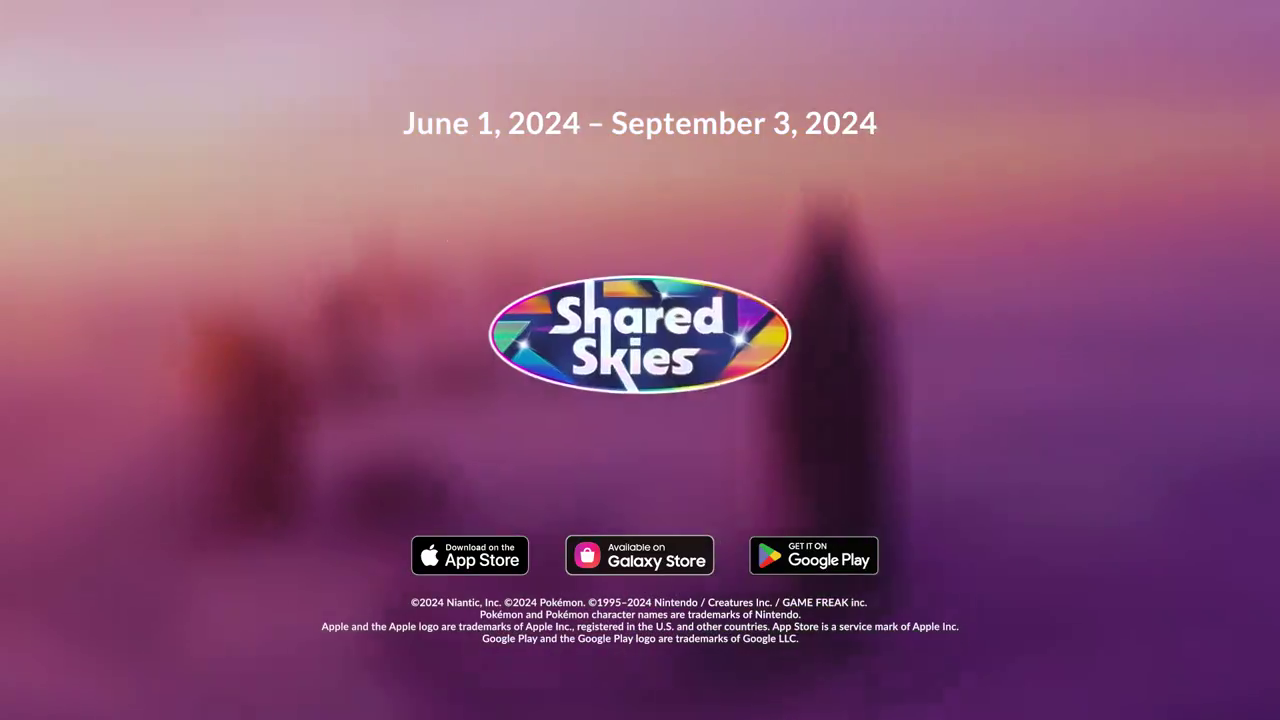 June 1, 2024 – September 3, 2024
Shared
Skies
Download on the
App Store
Available on
Galaxy Store
GET IT ON
Google Play
©2024 Niantic, Inc. ©2024 Pokémon. ©1995–2024 Nintendo / Creatures Inc. / GAME FREAK inc.
Pokémon and Pokémon character names are trademarks of Nintendo.
Apple and the Apple logo are trademarks of Apple Inc., registered in the U.S. and other countries. App Store is a service mark of Apple Inc.
Google Play and the Google Play logo are trademarks of Google LLC.